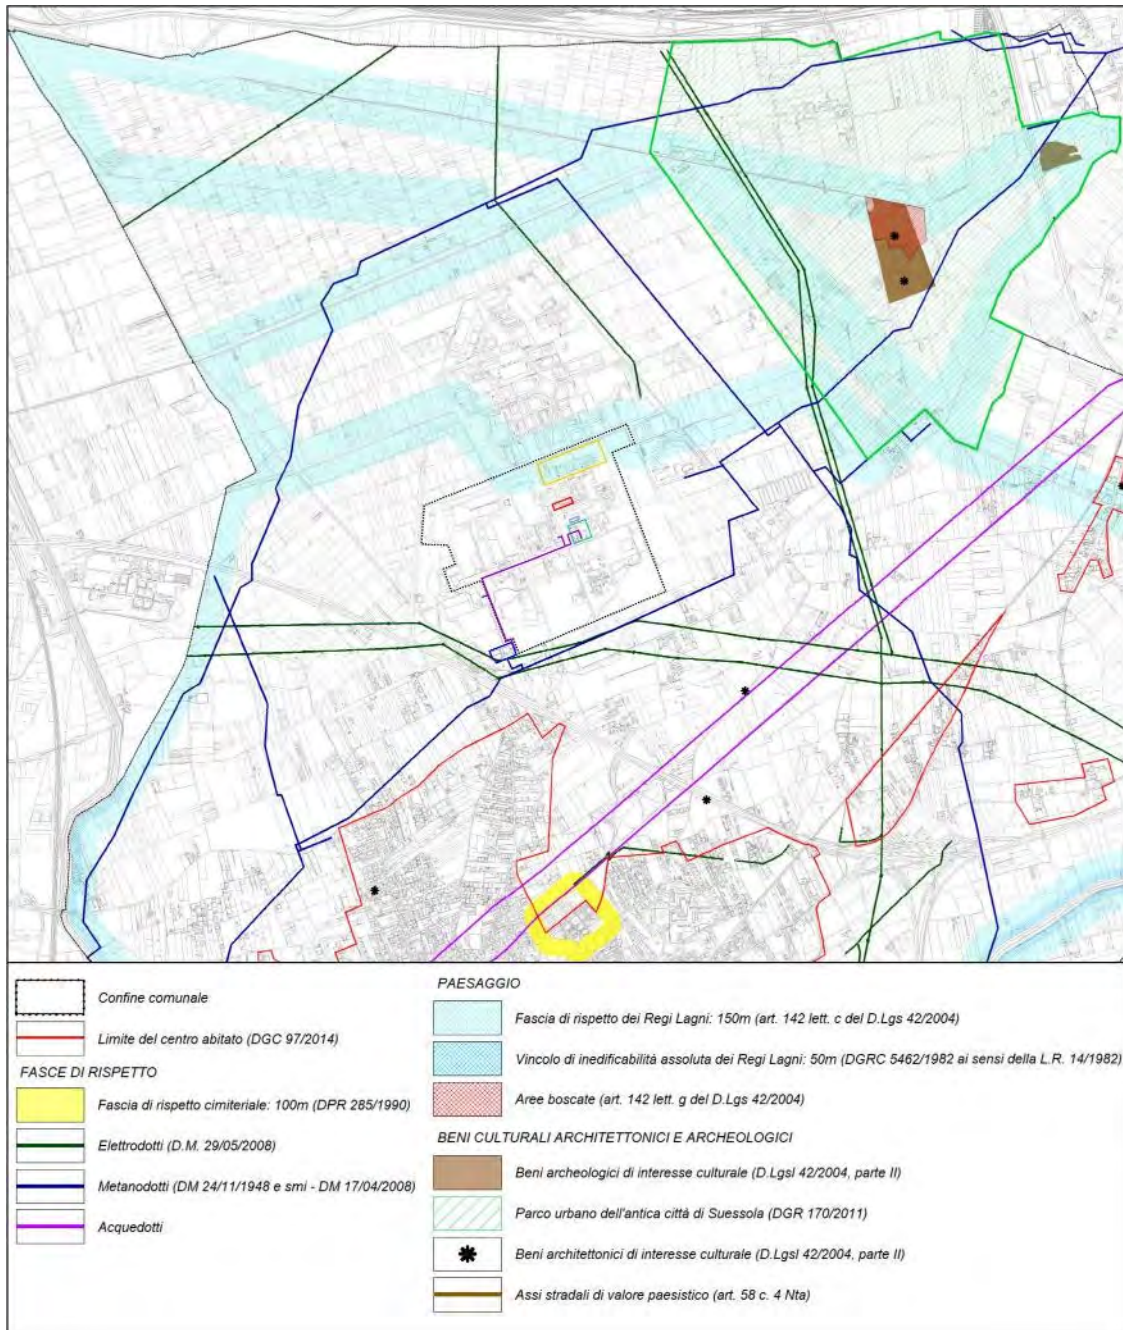 Confine comunale
Limite del centro abitato (DGC 97/2014)
FASCE DI RISPETTO
Fascia di rispetto cimiteriale: 100m (DPR 285/1990)
Elettrodotti (D.M. 29/05/2008)
Metanodotti (DM 24/11/1948 e smi - DM 17/04/2008)
Acquedotti
PAESAGGIO
Fascia di rispetto dei Regi Lagni: 150m (art. 142 lett. c del D.Lgs 42/2004)
Vincolo di inedificabilità assoluta dei Regi Lagni: 50m (DGRC 5462/1982 ai sensi della L.R. 14/1982)
Aree boscate (art. 142 lett. g del D.Lgs 42/2004)
BENI CULTURALI ARCHITETTONICI E ARCHEOLOGICI
Beni archeologici di interesse culturale (D.Lgsl 42/2004, parte II)
Parco urbano dell'antica città di Suessola (DGR 170/2011)
Beni architettonici di interesse culturale (D.Lgsl 42/2004, parte II)
Assi stradali di valore paesistico (art. 58 c. 4 Nta)